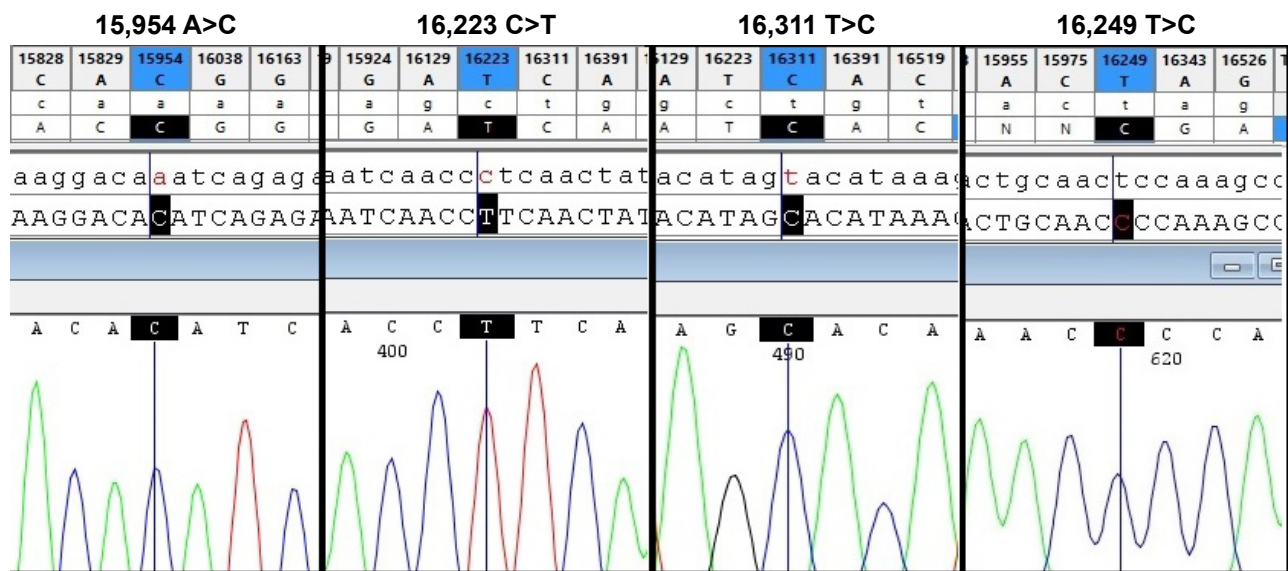 15,954 A>C
15828 15829 15954 16038 16163
C A C G G
c a a a a
A C C G G
aaggacaaatcagaga
AAGGACACATCAGAGA
A C A C A T C
16,223 C>T
15924 16129 16223 16311 16391
G A T C A
a g c t g
G A T C A
aatcaaccctcaactat
AATCAACCTTCAACTAT
A C C T T C A
400
16,311 T>C
16223 16311 16391 16519
A T C A C
g c t g t
A T C A C
acatagtacataaag
ACATAGCACATAAA
A G C A C A
490
16,249 T>C
15955 15975 16249 16343 16526
A C T A G
a c t a g
N N C G A
ctgcaactccaaagcc
CTGCAACCCCAAAGCC
A A C C C C A
620